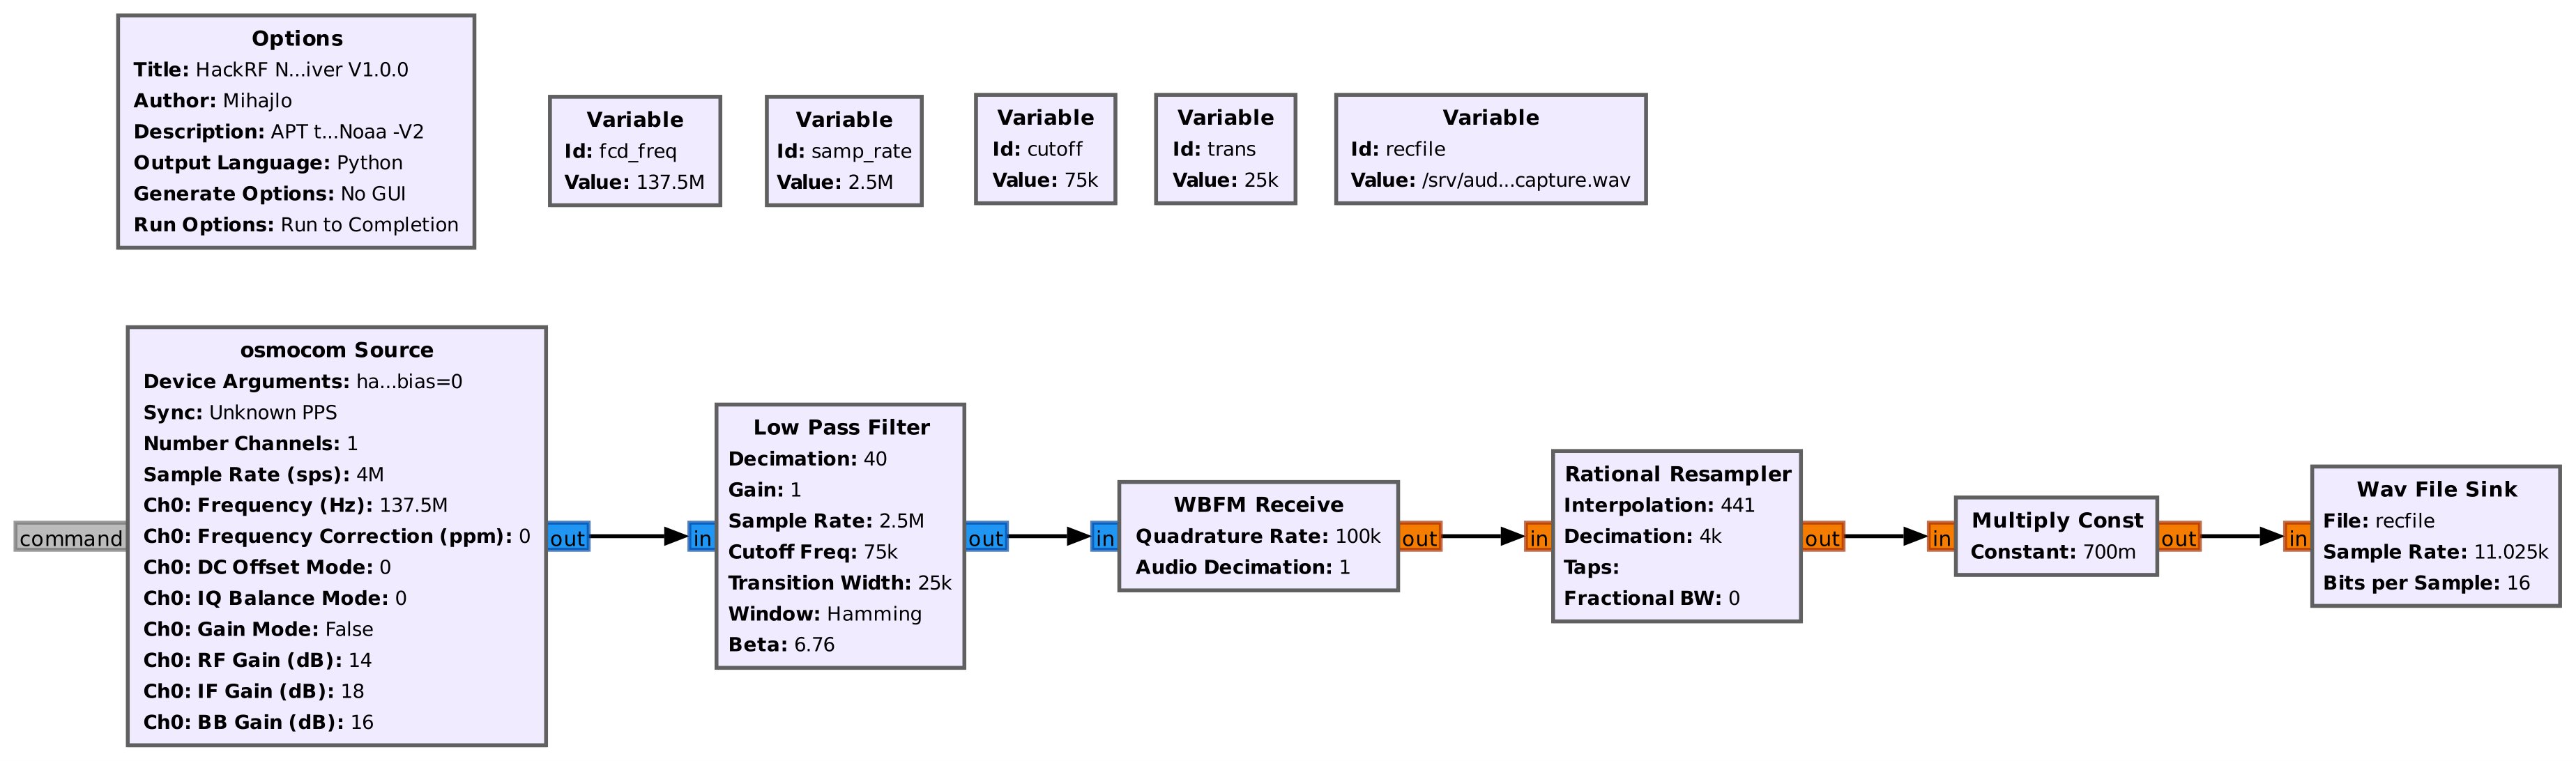 Options
Title: HackRF N...iver V1.0.0
Author: Mihajlo
Description: APT t...Noaa -V2
Output Language: Python
Generate Options: No GUI
Run Options: Run to Completion
Variable
Id: fcd_freq
Value: 137.5M
Variable
Id: samp_rate
Value: 2.5M
Variable
Id: cutoff
Value: 75k
Variable
Id: trans
Value: 25k
Variable
Id: recfile
Value: /srv/aud...capture.wav
command
osmocom Source
Device Arguments: ha...bias=0
Sync: Unknown PPS
Number Channels: 1
Sample Rate (sps): 4M
Ch0: Frequency (Hz): 137.5M
Ch0: Frequency Correction (ppm): 0
Ch0: DC Offset Mode: 0
Ch0: IQ Balance Mode: 0
Ch0: Gain Mode: False
Ch0: RF Gain (dB): 14
Ch0: IF Gain (dB): 18
Ch0: BB Gain (dB): 16
out
in
Low Pass Filter
Decimation: 40
Gain: 1
Sample Rate: 2.5M
Cutoff Freq: 75k
Transition Width: 25k
Window: Hamming
Beta: 6.76
out
in
WBFM Receive
Quadrature Rate: 100k
Audio Decimation: 1
out
in
Rational Resampler
Interpolation: 441
Decimation: 4k
Taps:
Fractional BW: 0
out
in
Multiply Const
Constant: 700m
out
in
Wav File Sink
File: recfile
Sample Rate: 11.025k
Bits per Sample: 16